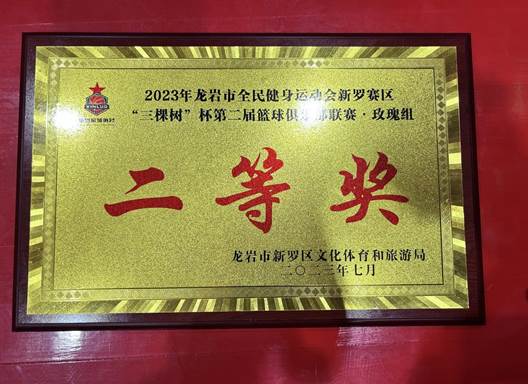 XINLUO
2023年龙岩市全民健身运动会新罗赛区
“三棵树”杯第二届篮球俱乐部联赛·玫瑰组
二等奖
龙岩市新罗区文化体育和旅游局
二〇二三年七月